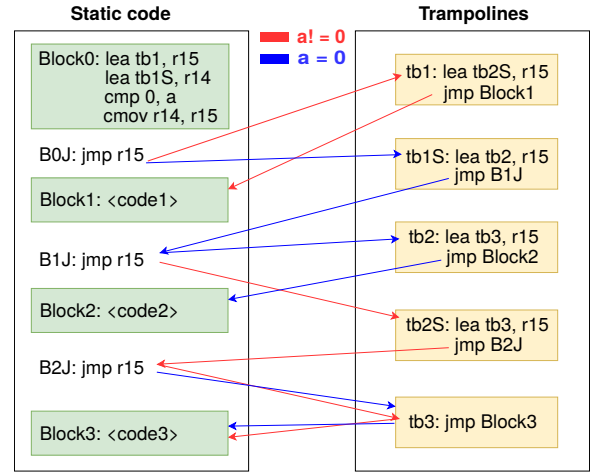 Static code
Trampolines
a! = 0
a = 0
Block0: lea tb1, r15
lea tb1S, r14
cmp 0, a
cmov r14, r15
B0J: jmp r15
Block1: <code1>
B1J: jmp r15
Block2: <code2>
B2J: jmp r15
Block3: <code3>
tb1: lea tb2S, r15
jmp Block1
tb1S: lea tb2, r15
jmp B1J
tb2: lea tb3, r15
jmp Block2
tb2S: lea tb3, r15
jmp B2J
tb3: jmp Block3